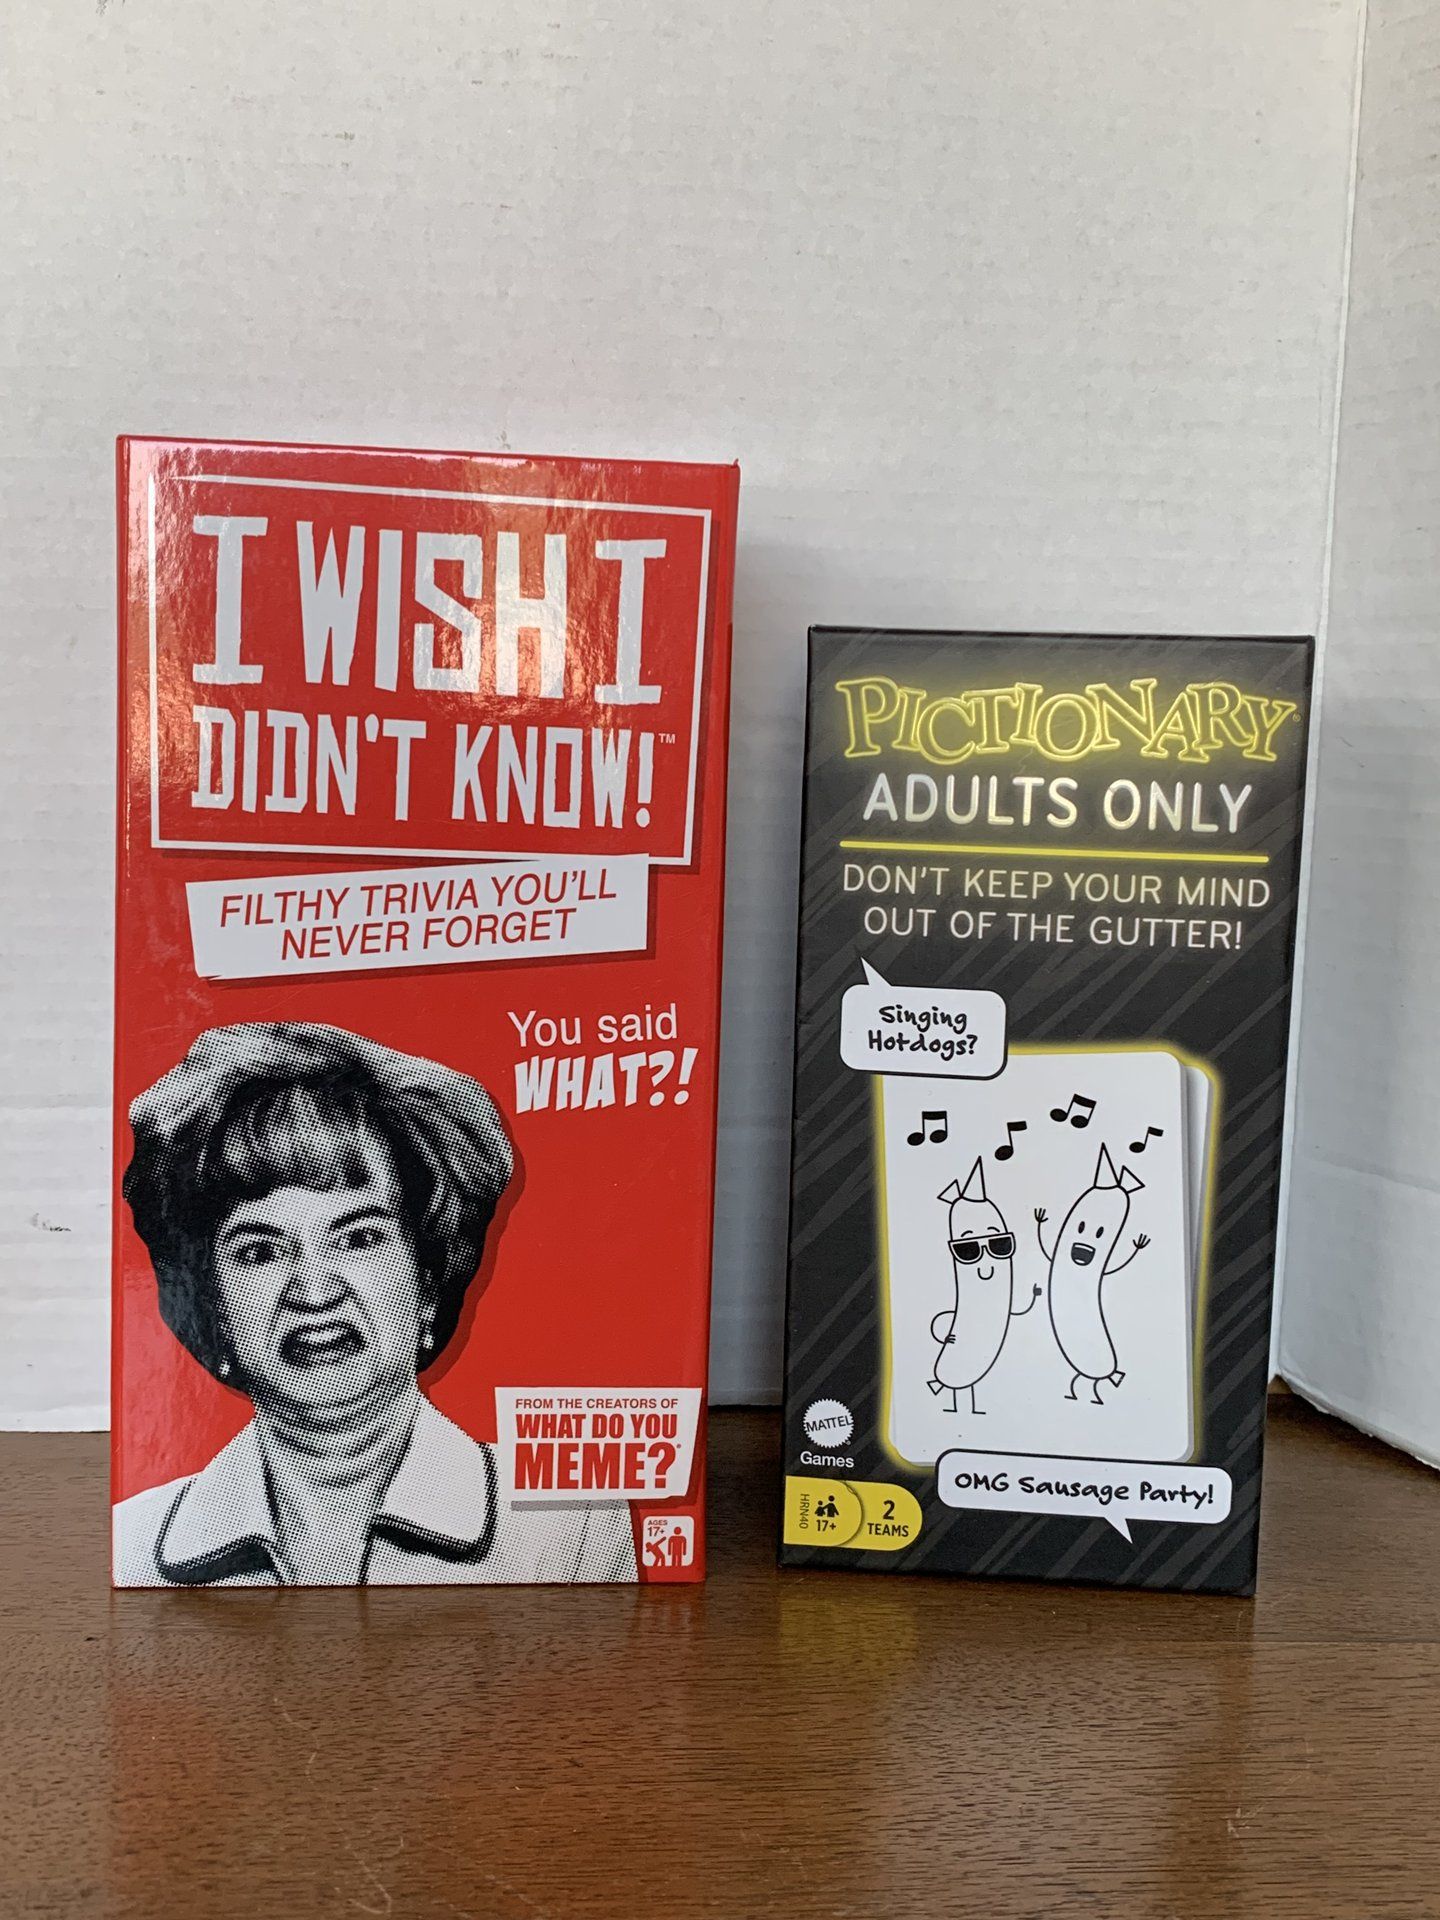 I WISH I
DIDN'T KNOW!™
FILTHY TRIVIA YOU'LL
NEVER FORGET
You said
WHAT?!
FROM THE CREATORS OF
WHAT DO YOU
MEME?®
AGES
17+
PICTIONARY®
ADULTS ONLY
DON'T KEEP YOUR MIND
OUT OF THE GUTTER!
Singing
Hotdogs?
OMG Sausage Party!
MATTEL
Games
HRN40
17+
2
TEAMS